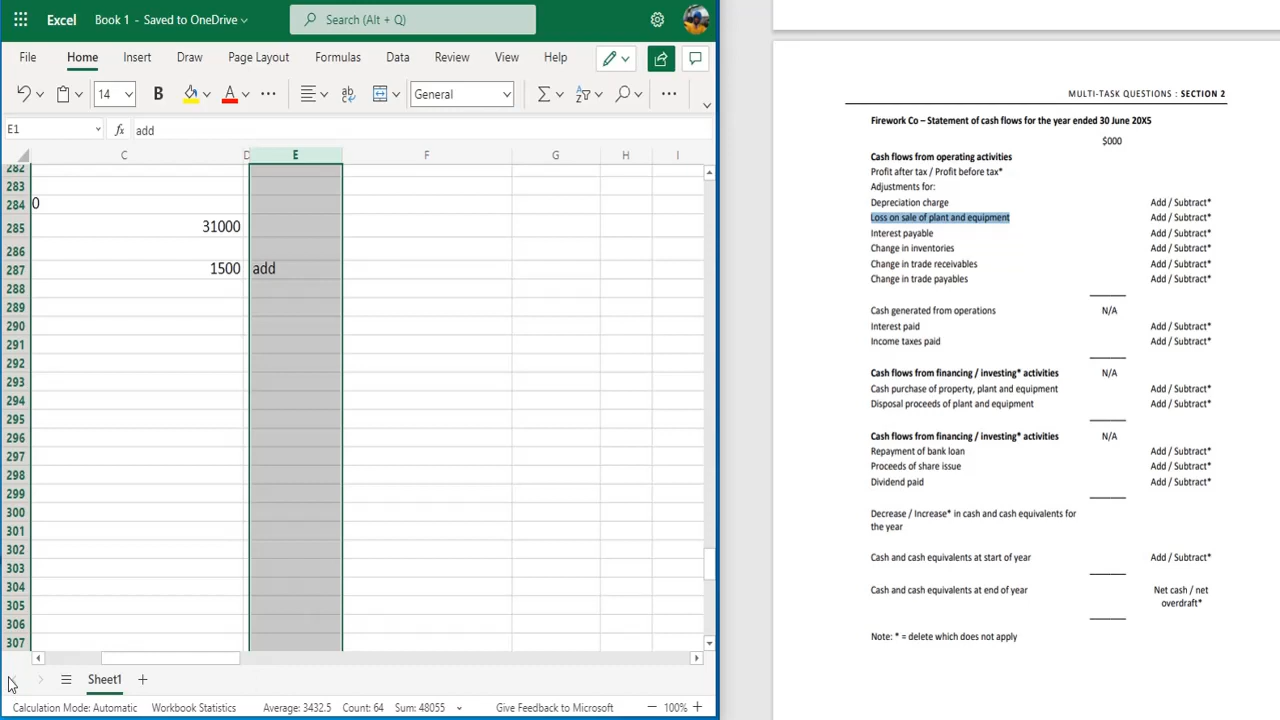 Excel Book 1 - Saved to OneDrive
Search (Alt + Q)
File Home Insert Draw Page Layout Formulas Data Review View Help
14 B A ab General Σ
E1 fx add
C D E F G H I
282
283
284 0
285 31000
286
287 1500 add
288
289
290
291
292
293
294
295
296
297
298
299
300
301
302
303
304
305
306
307
Sheet1
Calculation Mode: Automatic Workbook Statistics Average: 3432.5 Count: 64 Sum: 48055 Give Feedback to Microsoft 100%
MULTI-TASK QUESTIONS : SECTION 2
Firework Co – Statement of cash flows for the year ended 30 June 20X5
$000
Cash flows from operating activities
Profit after tax / Profit before tax*
Adjustments for:
Depreciation charge Add / Subtract*
Loss on sale of plant and equipment Add / Subtract*
Interest payable Add / Subtract*
Change in inventories Add / Subtract*
Change in trade receivables Add / Subtract*
Change in trade payables Add / Subtract*
Cash generated from operations N/A
Interest paid Add / Subtract*
Income taxes paid Add / Subtract*
Cash flows from financing / investing* activities N/A
Cash purchase of property, plant and equipment Add / Subtract*
Disposal proceeds of plant and equipment Add / Subtract*
Cash flows from financing / investing* activities N/A
Repayment of bank loan Add / Subtract*
Proceeds of share issue Add / Subtract*
Dividend paid Add / Subtract*
Decrease / Increase* in cash and cash equivalents for
the year
Cash and cash equivalents at start of year Add / Subtract*
Cash and cash equivalents at end of year Net cash / net
overdraft*
Note: * = delete which does not apply